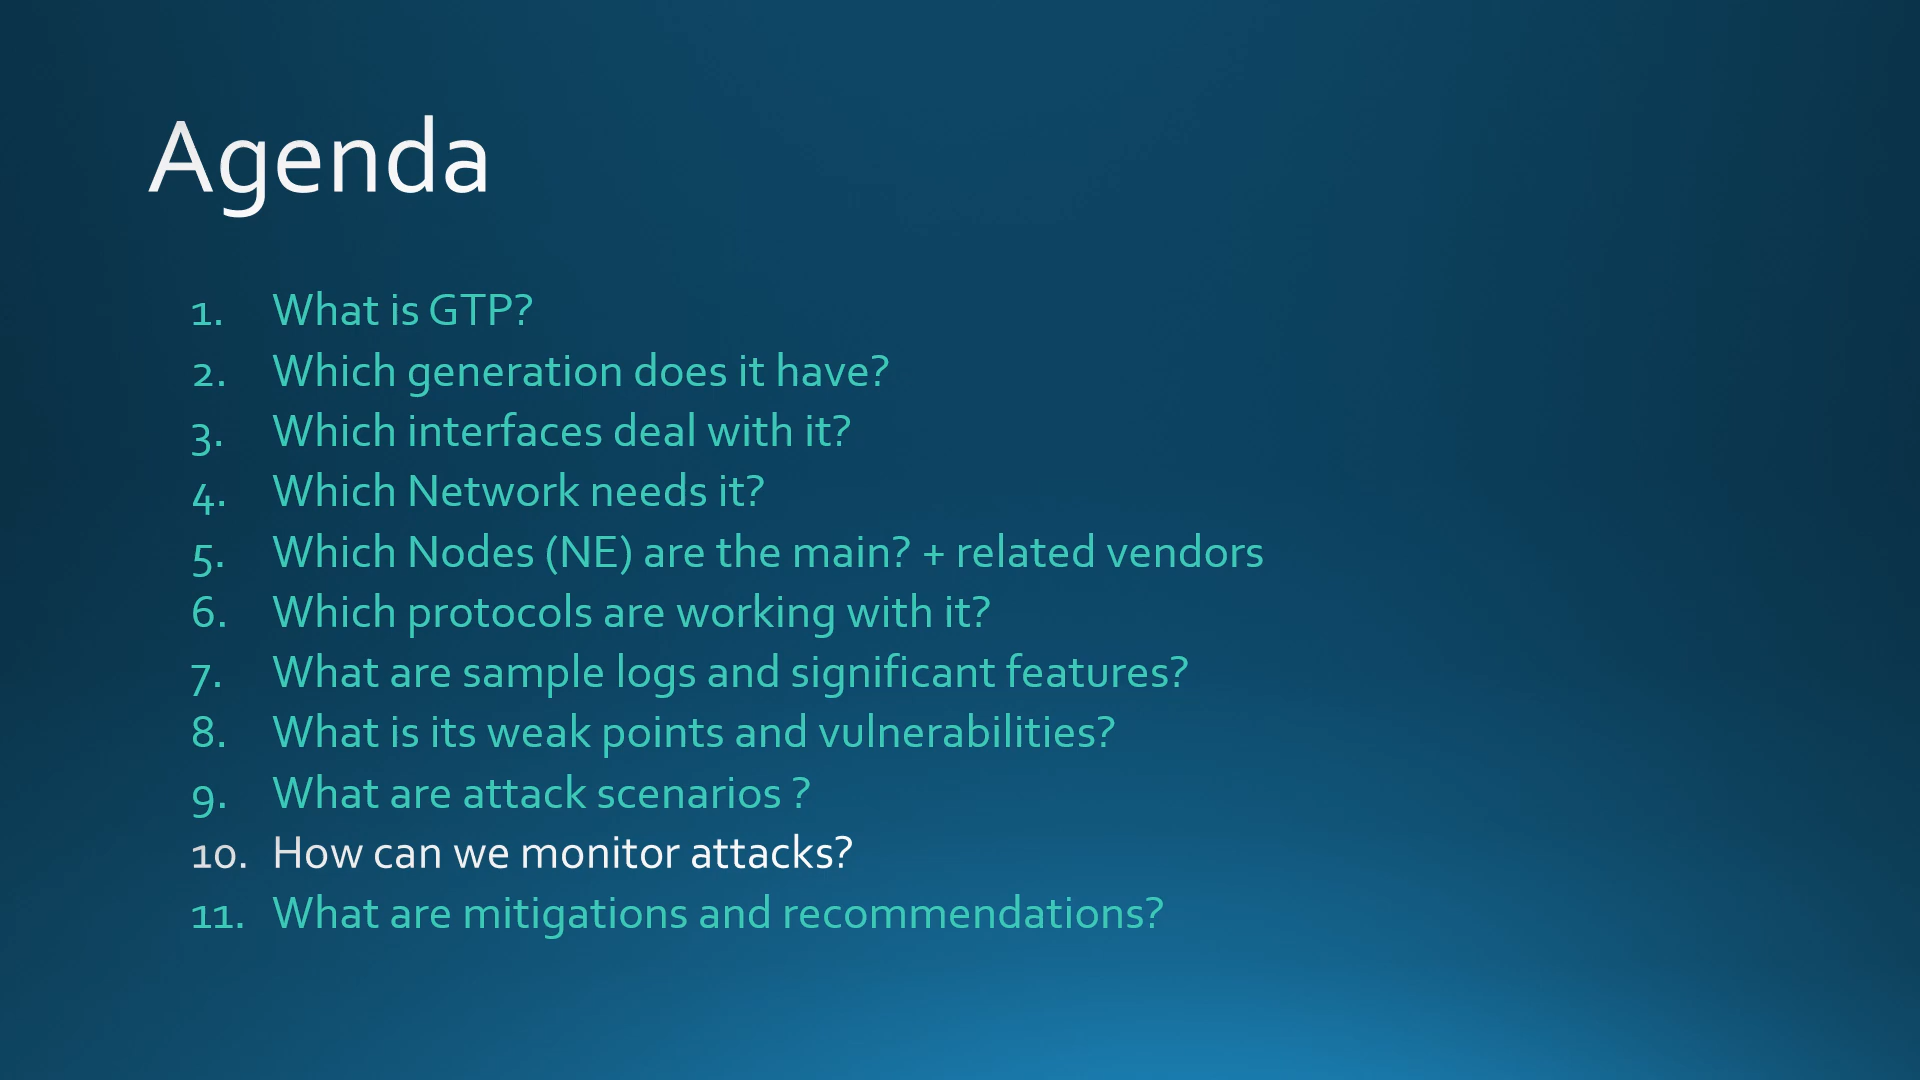 Agenda
1. What is GTP?
2. Which generation does it have?
3. Which interfaces deal with it?
4. Which Network needs it?
5. Which Nodes (NE) are the main? + related vendors
6. Which protocols are working with it?
7. What are sample logs and significant features?
8. What is its weak points and vulnerabilities?
9. What are attack scenarios ?
10. How can we monitor attacks?
11. What are mitigations and recommendations?